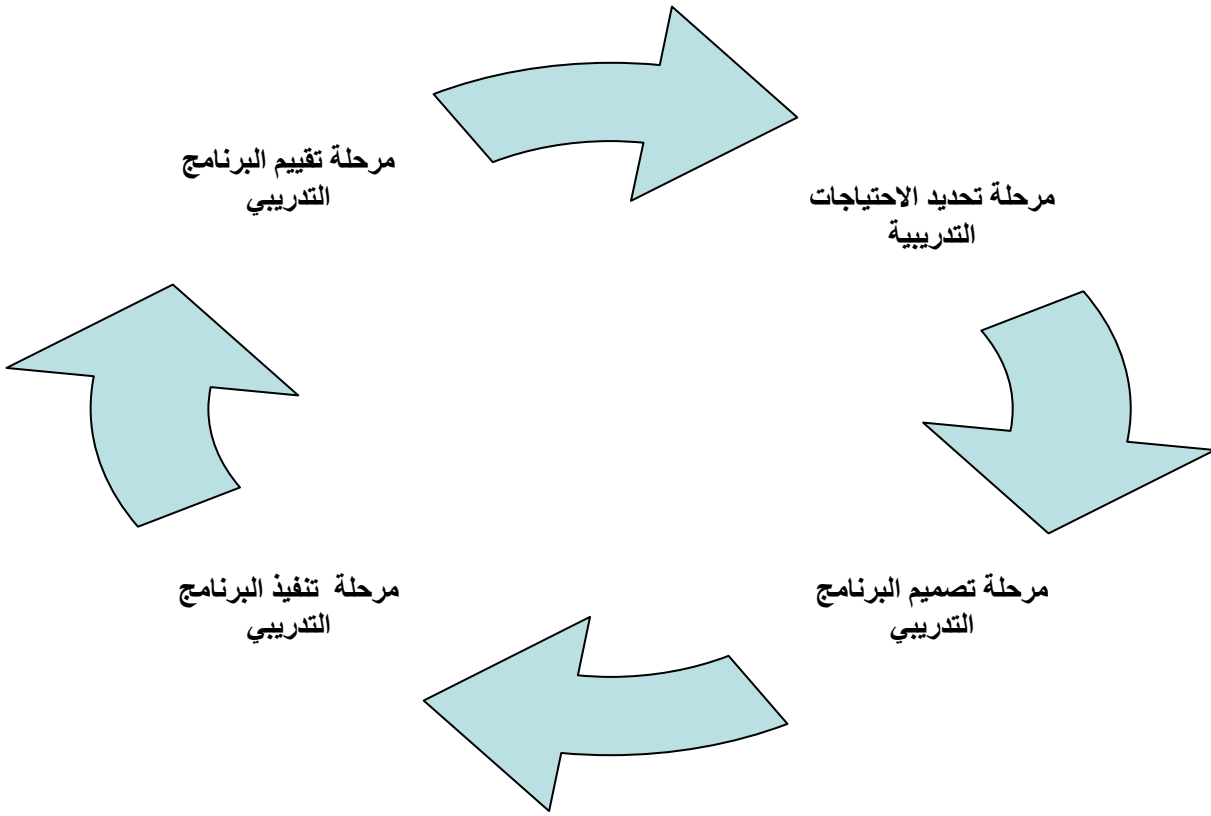 مرحلة تقييم البرنامج
التدريبي
مرحلة تحديد الاحتياجات
التدريبية
مرحلة تصميم البرنامج
التدريبي
مرحلة تنفيذ البرنامج
التدريبي